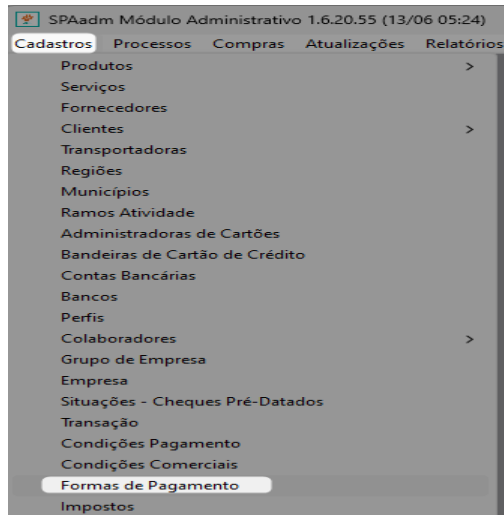 SPAadm Módulo Administrativo 1.6.20.55 (13/06 05:24)
Cadastros Processos Compras Atualizações Relatórios
Produtos >
Serviços
Fornecedores
Clientes >
Transportadoras
Regiões
Municípios
Ramos Atividade
Administradoras de Cartões
Bandeiras de Cartão de Crédito
Contas Bancárias
Bancos
Perfis
Colaboradores >
Grupo de Empresa
Empresa
Situações - Cheques Pré-Datados
Transação
Condições Pagamento
Condições Comerciais
Formas de Pagamento
Impostos